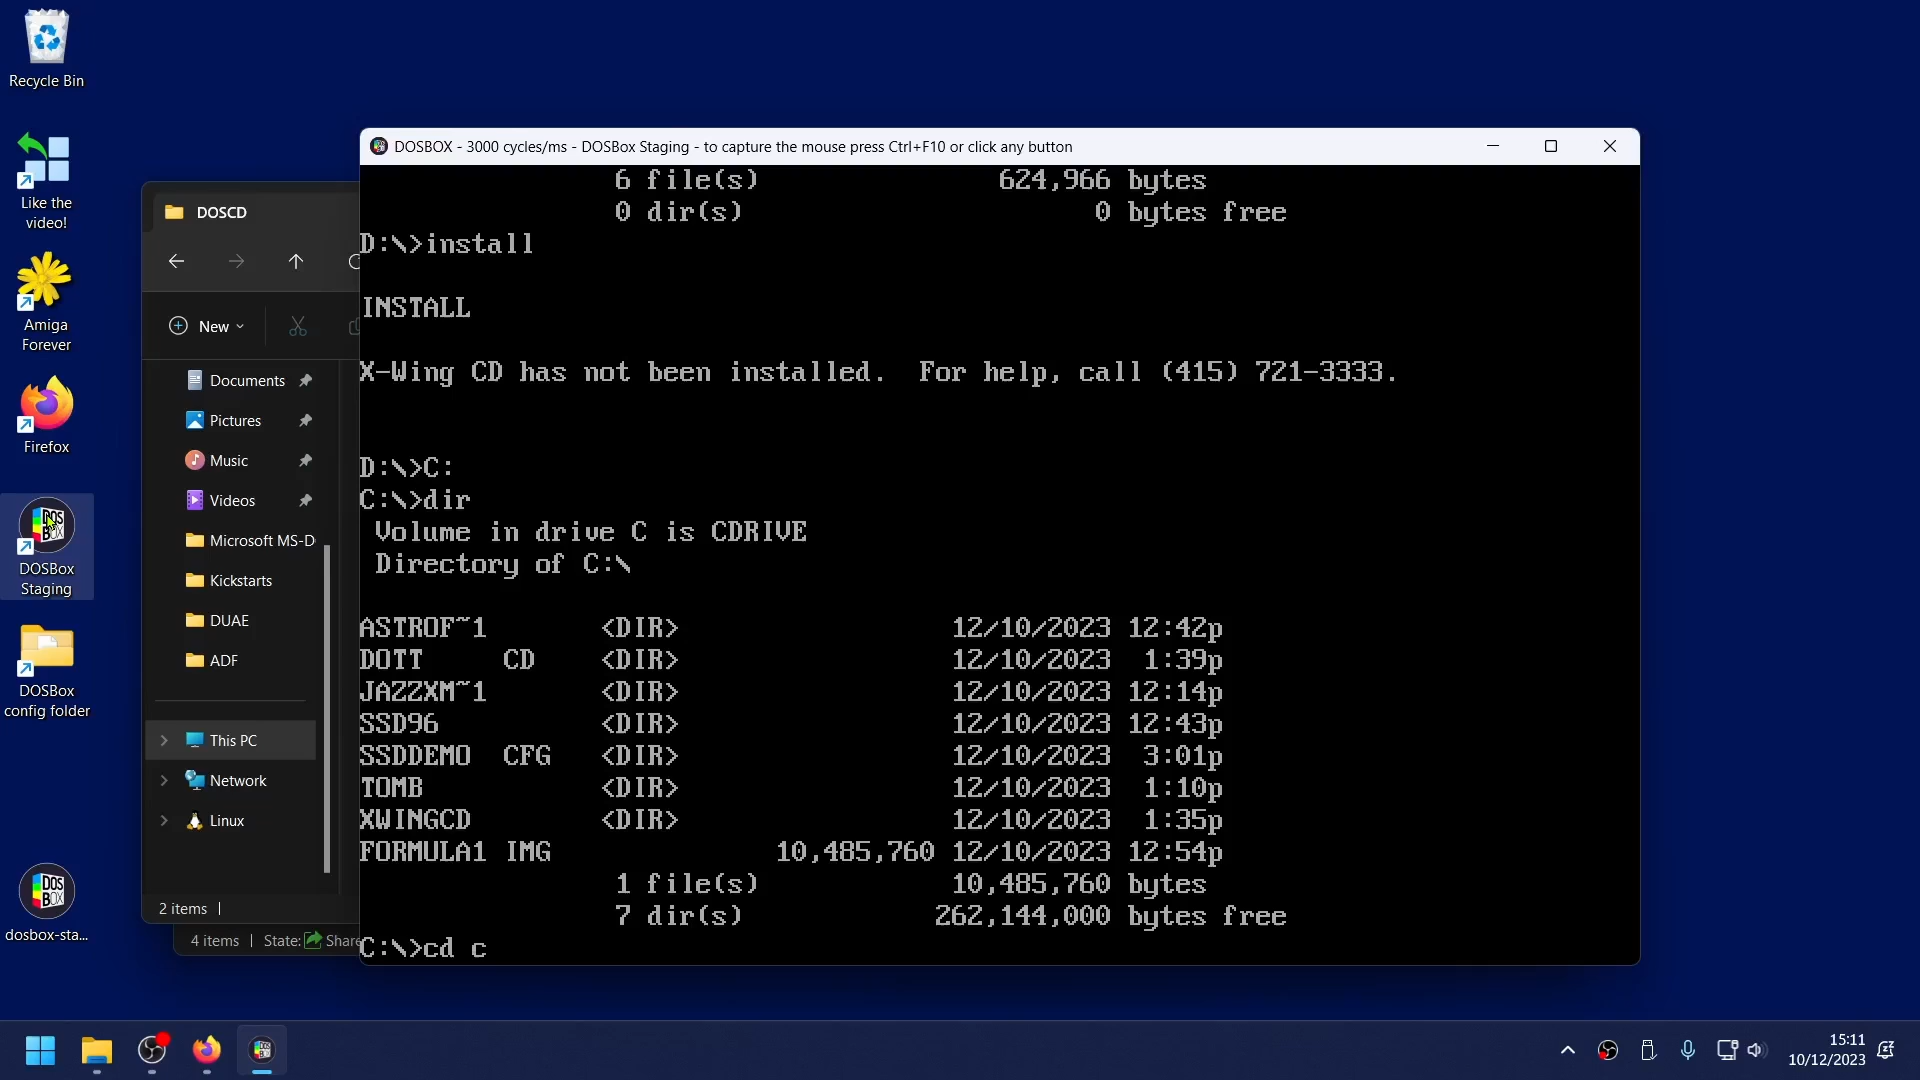 Recycle Bin
Like the
video!
Amiga
Forever
Firefox
DOSBox
Staging
DOSBox
config folder
dosbox-sta...
DOSCD
New
Documents
Pictures
Music
Videos
Microsoft MS-D
Kickstarts
DUAE
ADF
This PC
Network
Linux
2 items
4 items | State: Share
DOSBOX - 3000 cycles/ms - DOSBox Staging - to capture the mouse press Ctrl+F10 or click any button
6 file(s) 624,966 bytes
0 dir(s) 0 bytes free
D:\>install
INSTALL
X-Wing CD has not been installed. For help, call (415) 721-3333.
D:\>C:
C:\>dir
Volume in drive C is CDRIVE
Directory of C:\
ASTROF~1 <DIR> 12/10/2023 12:42p
DOTT CD <DIR> 12/10/2023 1:39p
JAZZXM~1 <DIR> 12/10/2023 12:14p
SSD96 <DIR> 12/10/2023 12:43p
SSDDEMO CFG <DIR> 12/10/2023 3:01p
TOMB <DIR> 12/10/2023 1:10p
XWINGCD <DIR> 12/10/2023 1:35p
FORMULA1 IMG 10,485,760 12/10/2023 12:54p
1 file(s) 10,485,760 bytes
7 dir(s) 262,144,000 bytes free
C:\>cd c
15:11
10/12/2023